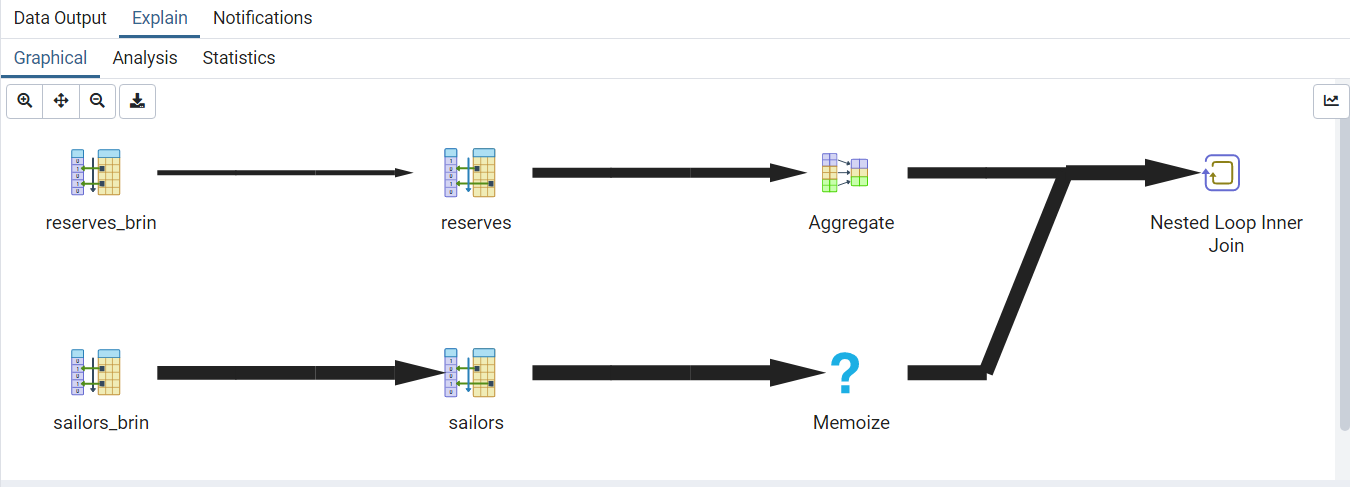 Data Output Explain Notifications
Graphical Analysis Statistics
reserves_brin
reserves
Aggregate
Nested Loop Inner
Join
sailors_brin
sailors
?
Memoize